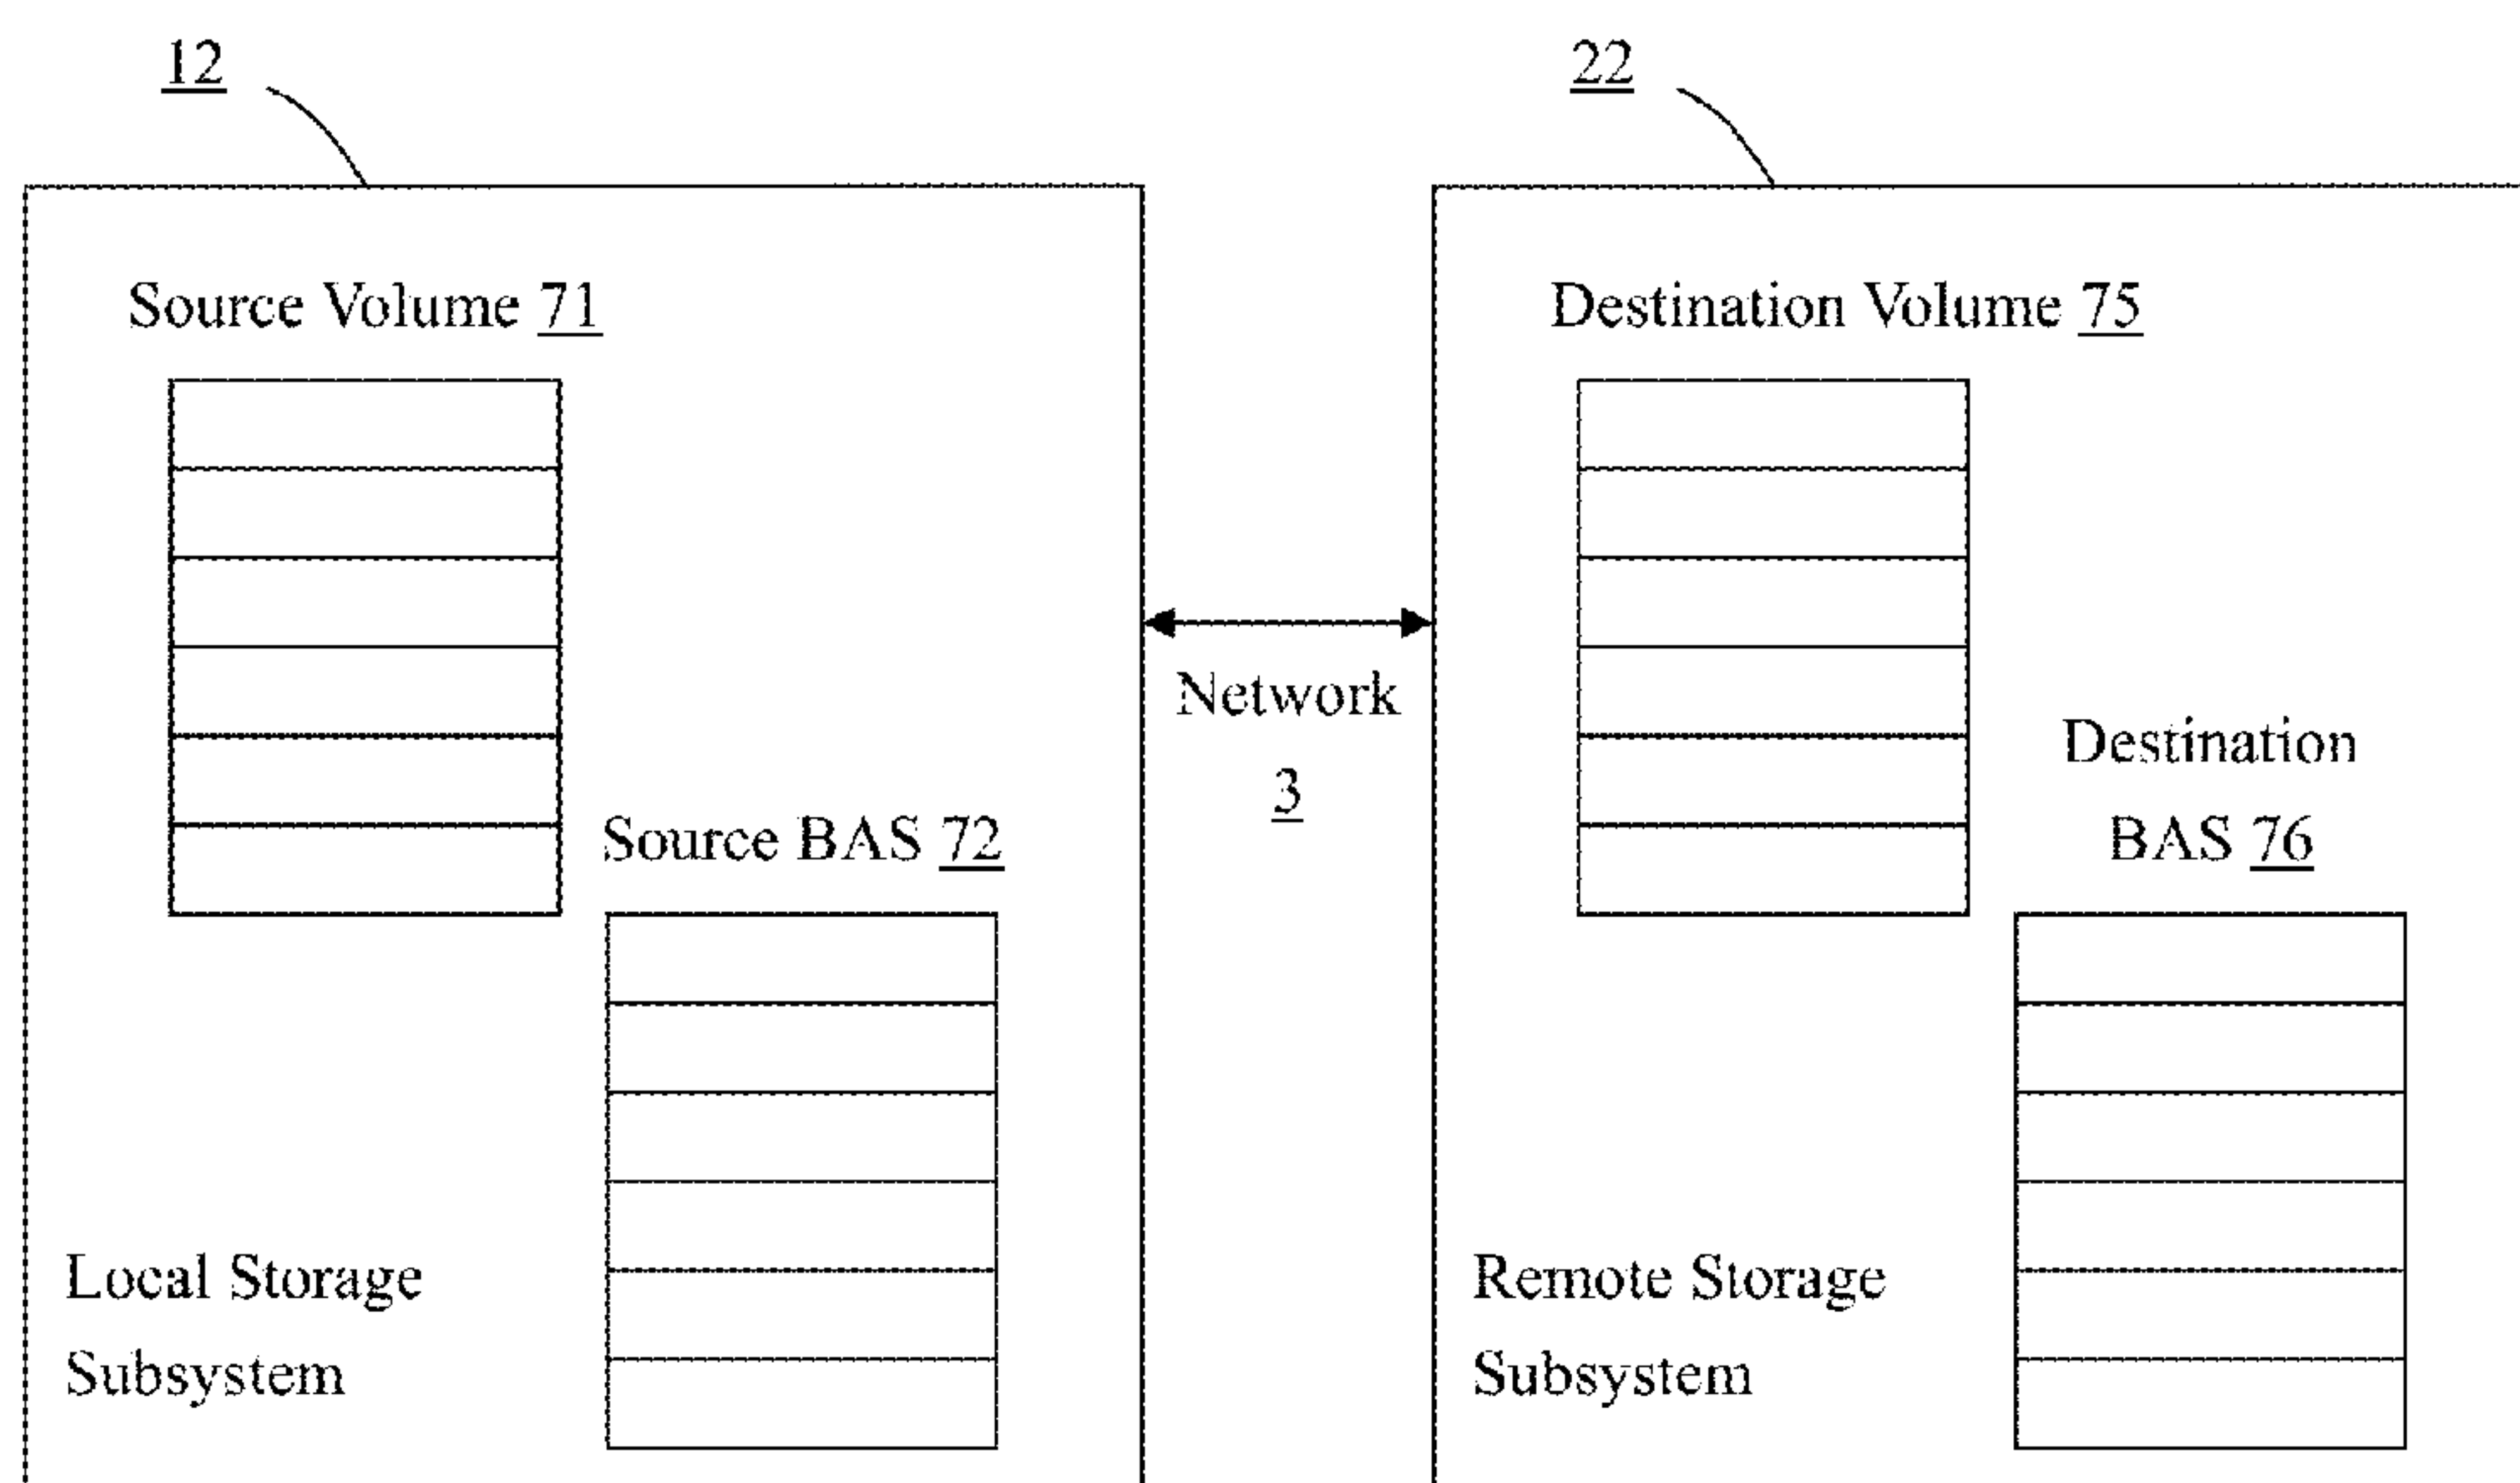 12
22
Source Volume 71
Destination Volume 75
Network
3
Source BAS 72
Destination
BAS 76
Local Storage
Subsystem
Remote Storage
Subsystem